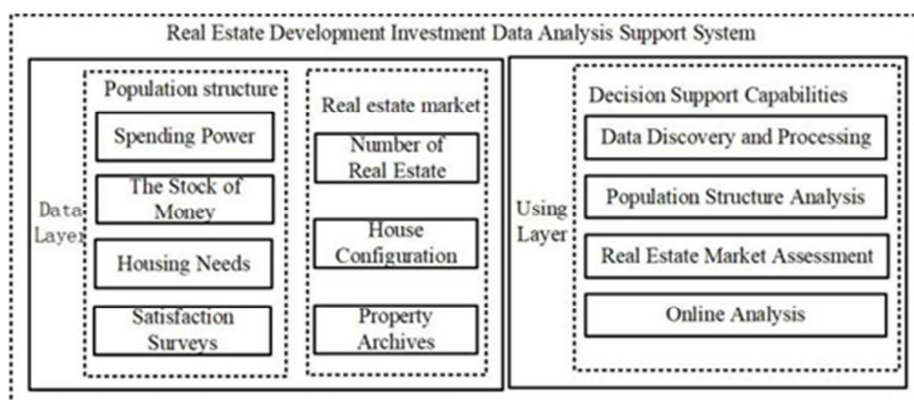 Real Estate Development Investment Data Analysis Support System
Data
Layer
Population structure
Spending Power
The Stock of
Money
Housing Needs
Satisfaction
Surveys
Real estate market
Number of
Real Estate
House
Configuration
Property
Archives
Using
Layer
Decision Support Capabilities
Data Discovery and Processing
Population Structure Analysis
Real Estate Market Assessment
Online Analysis